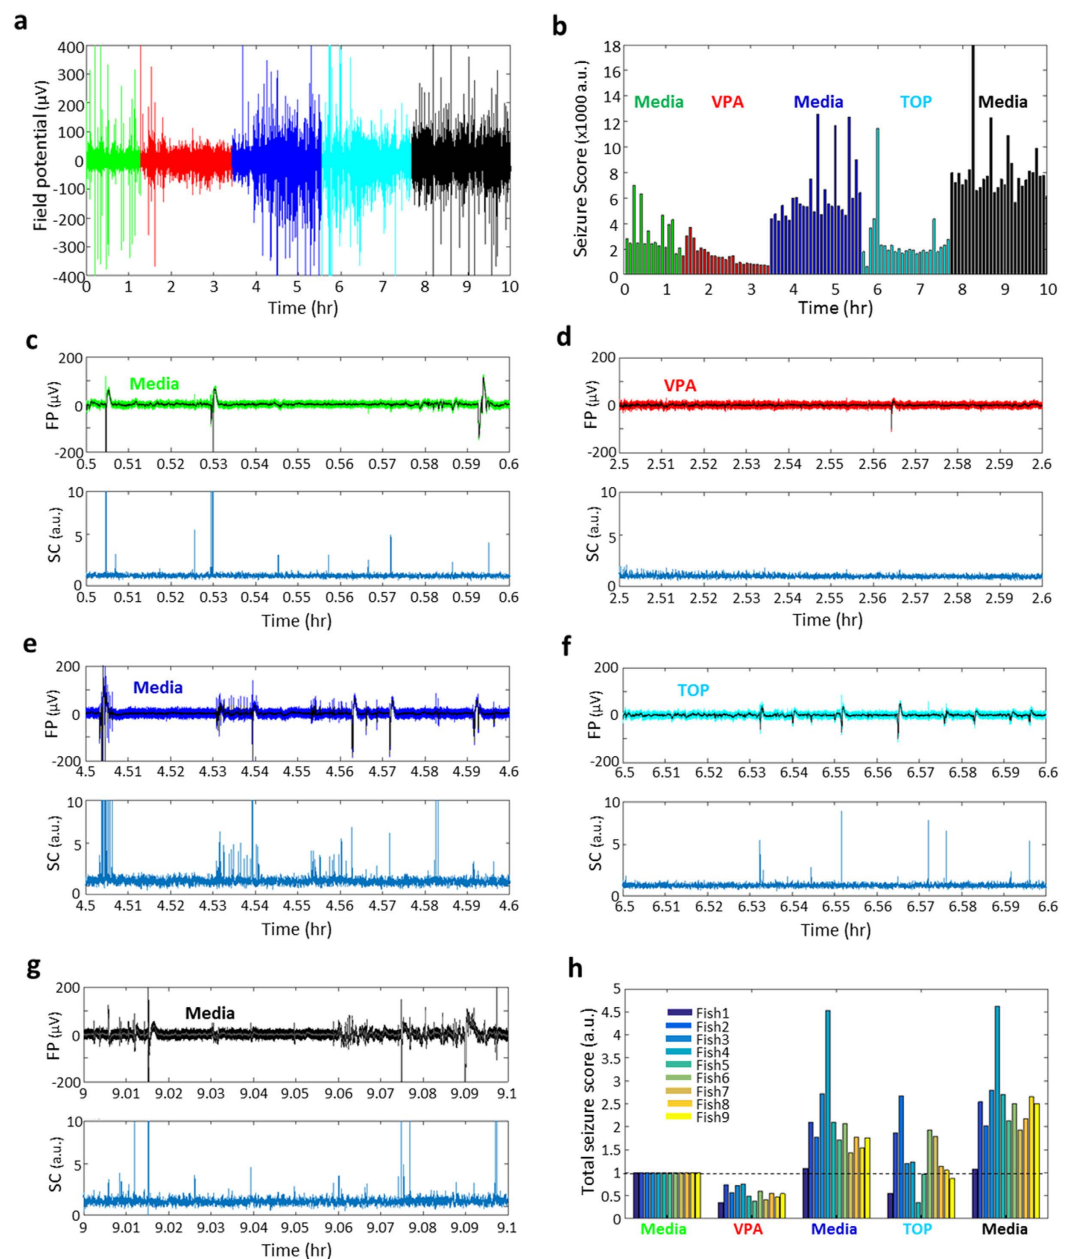 a
400
300
200
100
0
-100
-200
-300
-400
Field potential (µV)
0 1 2 3 4 5 6 7 8 9 10
Time (hr)
b
18
16
14
12
10
8
6
4
2
0
Seizure Score (x1000 a.u.)
Media VPA Media TOP Media
0 1 2 3 4 5 6 7 8 9 10
Time (hr)
c
200
0
-200
FP (µV)
Media
0.5 0.51 0.52 0.53 0.54 0.55 0.56 0.57 0.58 0.59 0.6
10
5
0
SC (a.u.)
0.5 0.51 0.52 0.53 0.54 0.55 0.56 0.57 0.58 0.59 0.6
Time (hr)
d
200
0
-200
FP (µV)
VPA
2.5 2.51 2.52 2.53 2.54 2.55 2.56 2.57 2.58 2.59 2.6
10
5
0
SC (a.u.)
2.5 2.51 2.52 2.53 2.54 2.55 2.56 2.57 2.58 2.59 2.6
Time (hr)
e
200
0
-200
FP (µV)
Media
4.5 4.51 4.52 4.53 4.54 4.55 4.56 4.57 4.58 4.59 4.6
10
5
0
SC (a.u.)
4.5 4.51 4.52 4.53 4.54 4.55 4.56 4.57 4.58 4.59 4.6
Time (hr)
f
200
0
-200
FP (µV)
TOP
6.5 6.51 6.52 6.53 6.54 6.55 6.56 6.57 6.58 6.59 6.6
10
5
0
SC (a.u.)
6.5 6.51 6.52 6.53 6.54 6.55 6.56 6.57 6.58 6.59 6.6
Time (hr)
g
200
0
-200
FP (µV)
Media
9 9.01 9.02 9.03 9.04 9.05 9.06 9.07 9.08 9.09 9.1
10
5
0
SC (a.u.)
9 9.01 9.02 9.03 9.04 9.05 9.06 9.07 9.08 9.09 9.1
Time (hr)
h
5
4.5
4
3.5
3
2.5
2
1.5
1
0.5
0
Total seizure score (a.u.)
Fish1
Fish2
Fish3
Fish4
Fish5
Fish6
Fish7
Fish8
Fish9
Media VPA Media TOP Media